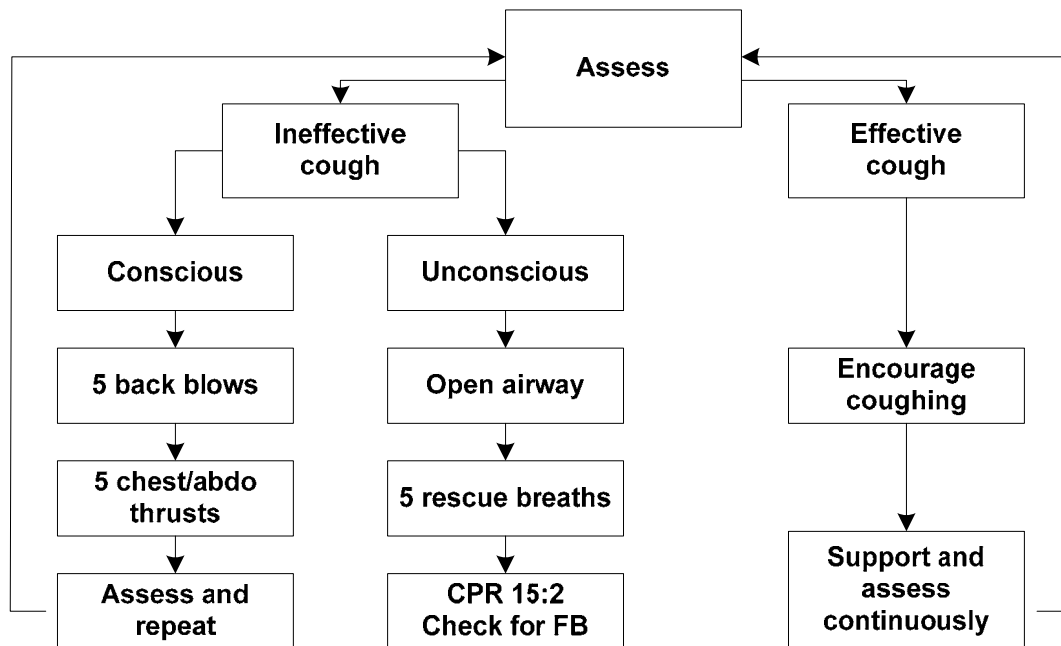 Assess
Ineffective
cough
Effective
cough
Conscious
Unconscious
5 back blows
Open airway
Encourage
coughing
5 chest/abdo
thrusts
5 rescue breaths
Support and
assess
continuously
Assess and
repeat
CPR 15:2
Check for FB